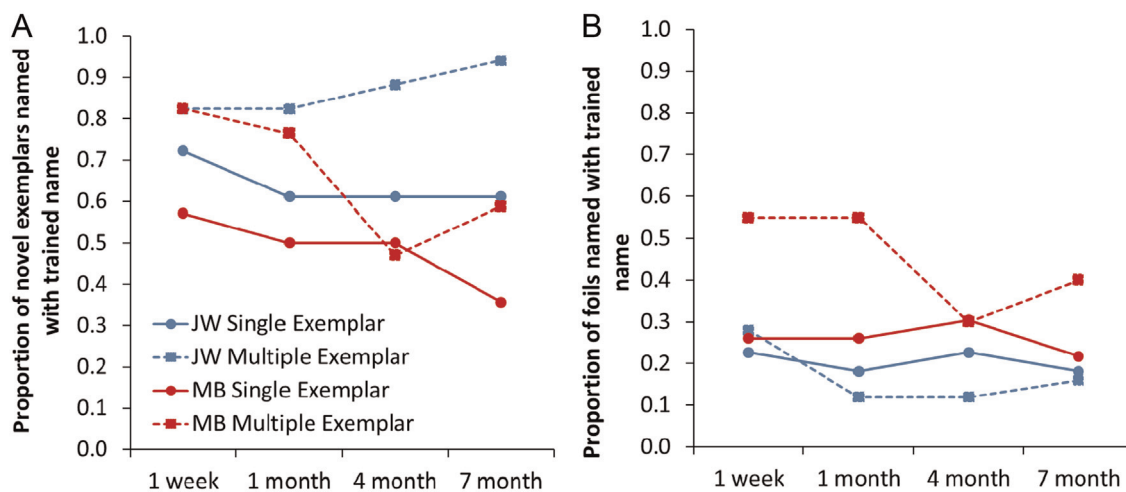 A
Proportion of novel exemplars named
with trained name
1.0
0.9
0.8
0.7
0.6
0.5
0.4
0.3
0.2
0.1
0.0
JW Single Exemplar
JW Multiple Exemplar
MB Single Exemplar
MB Multiple Exemplar
1 week 1 month 4 month 7 month
B
Proportion of foils named with trained
name
1.0
0.9
0.8
0.7
0.6
0.5
0.4
0.3
0.2
0.1
0.0
1 week 1 month 4 month 7 month